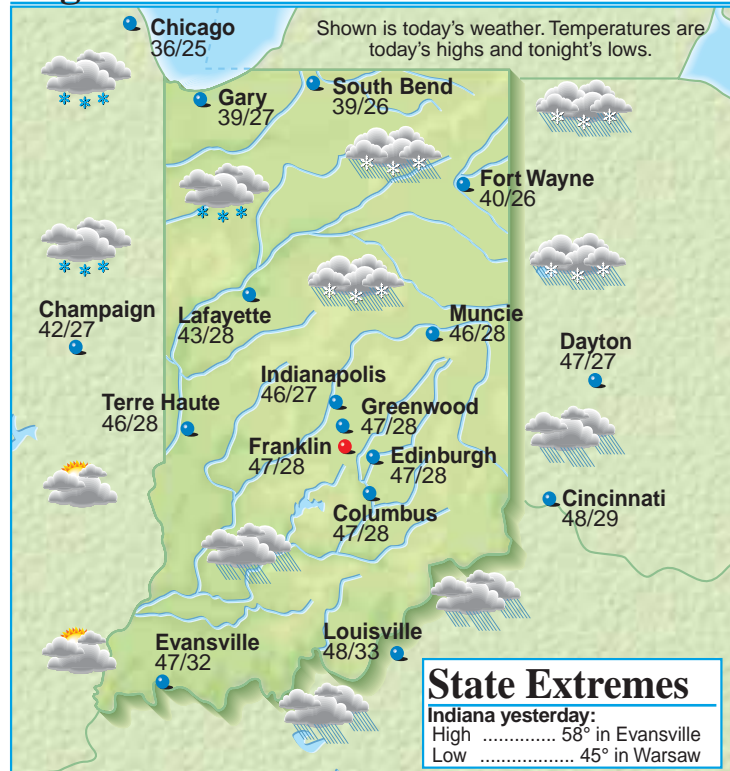 Chicago
36/25
Shown is today's weather. Temperatures are
today's highs and tonight's lows.
Gary
39/27
South Bend
39/26
Fort Wayne
40/26
Champaign
42/27
Lafayette
43/28
Muncie
46/28
Dayton
47/27
Indianapolis
46/27
Terre Haute
46/28
Greenwood
47/28
Franklin
47/28
Edinburgh
47/28
Columbus
47/28
Cincinnati
48/29
Evansville
47/32
Louisville
48/33
State Extremes
Indiana yesterday:
High ............. 58° in Evansville
Low .................. 45° in Warsaw